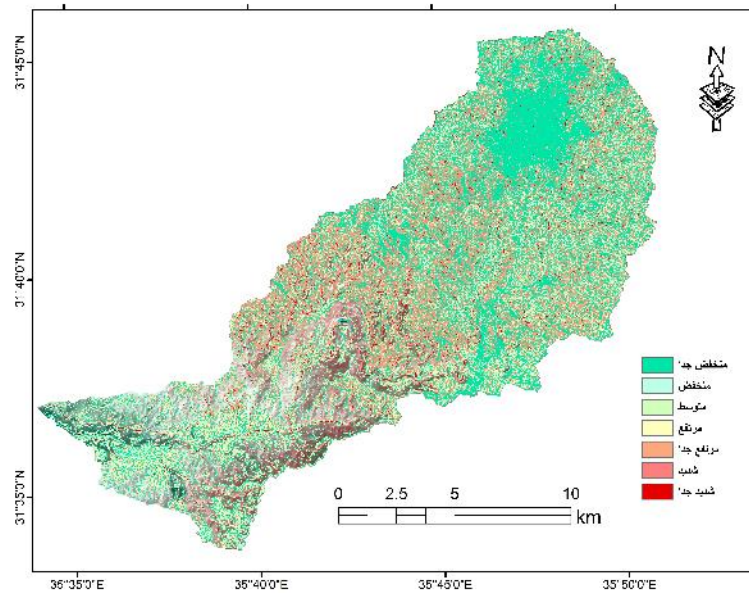 31°45'0"N
N
31°40'0"N
منخفض جدا"
منخفض
متوسط
مرتفع
مرتفع جدا"
شديد
شديد جدا"
31°35'0"N
0 2.5 5 10
km
35°35'0"E 35°40'0"E 35°45'0"E 35°50'0"E